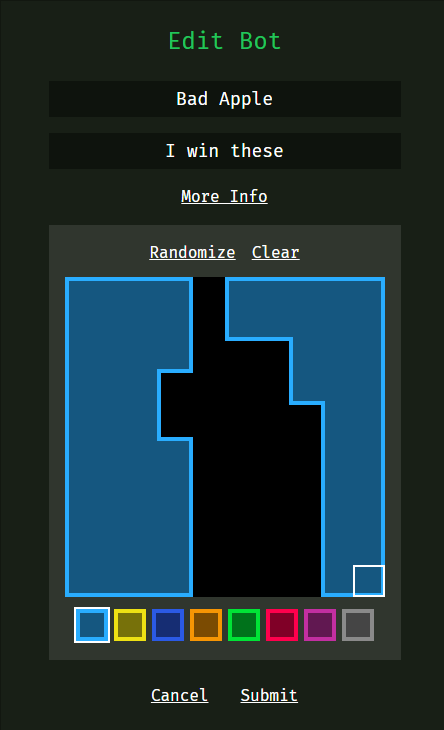 Edit Bot
Bad Apple
I win these
More Info
Randomize Clear
Cancel Submit